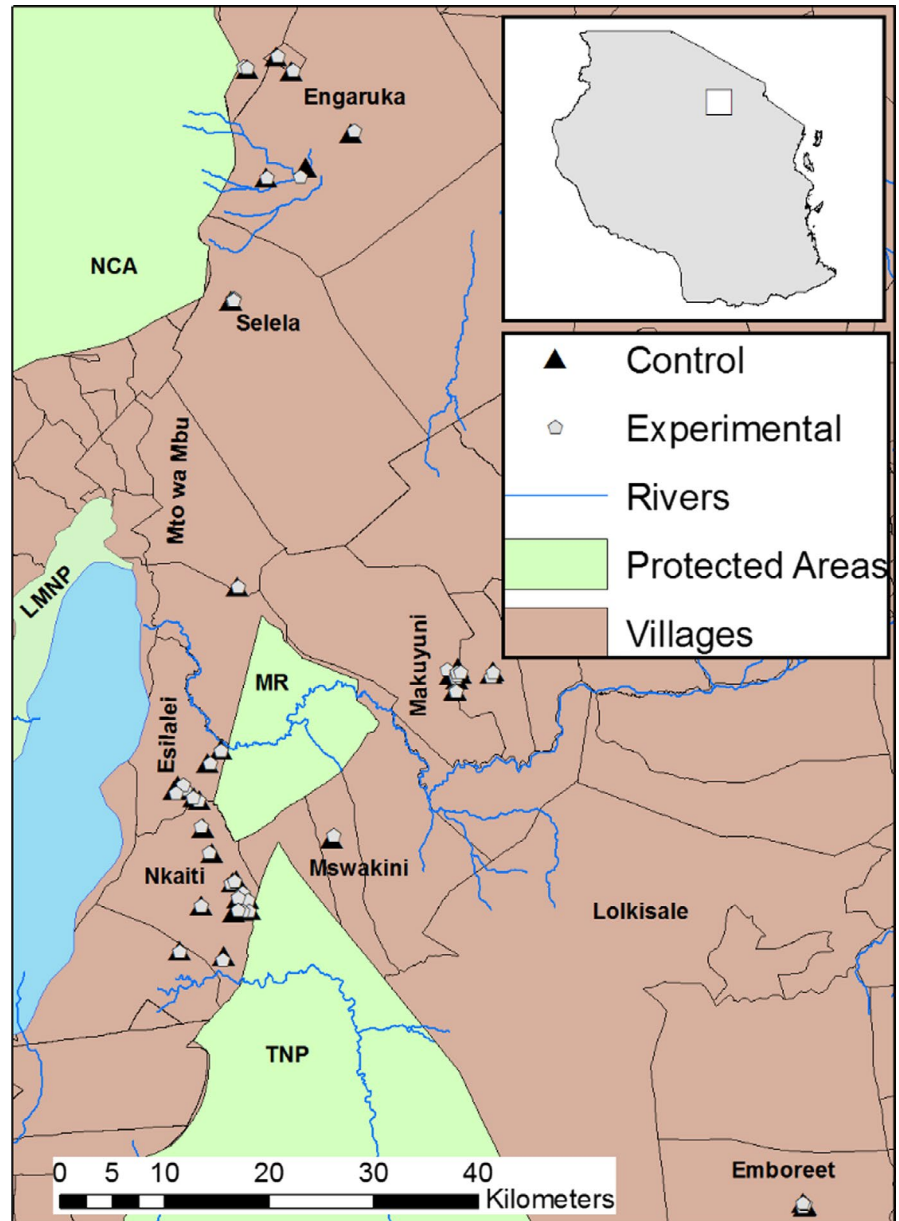 Engaruka
NCA
Selela
Mto wa Mbu
LMNP
MR
Makuyuni
Esilalei
Mswakini
Nkaiti
Lolkisale
TNP
Emboreet
Control
Experimental
Rivers
Protected Areas
Villages
0 5 10 20 30 40
Kilometers